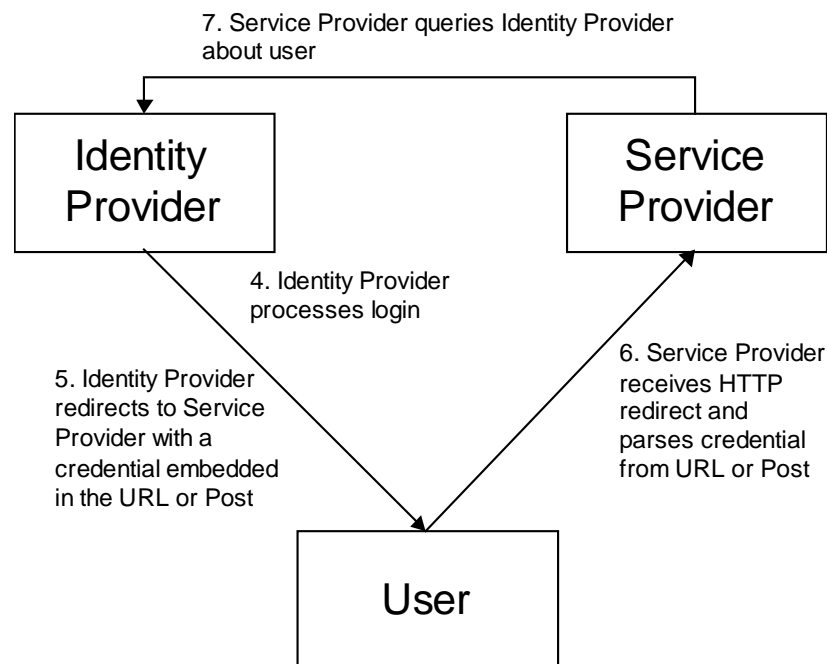 7. Service Provider queries Identity Provider
about user
Identity
Provider
Service
Provider
4. Identity Provider
processes login
5. Identity Provider
redirects to Service
Provider with a
credential embedded
in the URL or Post
6. Service Provider
receives HTTP
redirect and
parses credential
from URL or Post
User